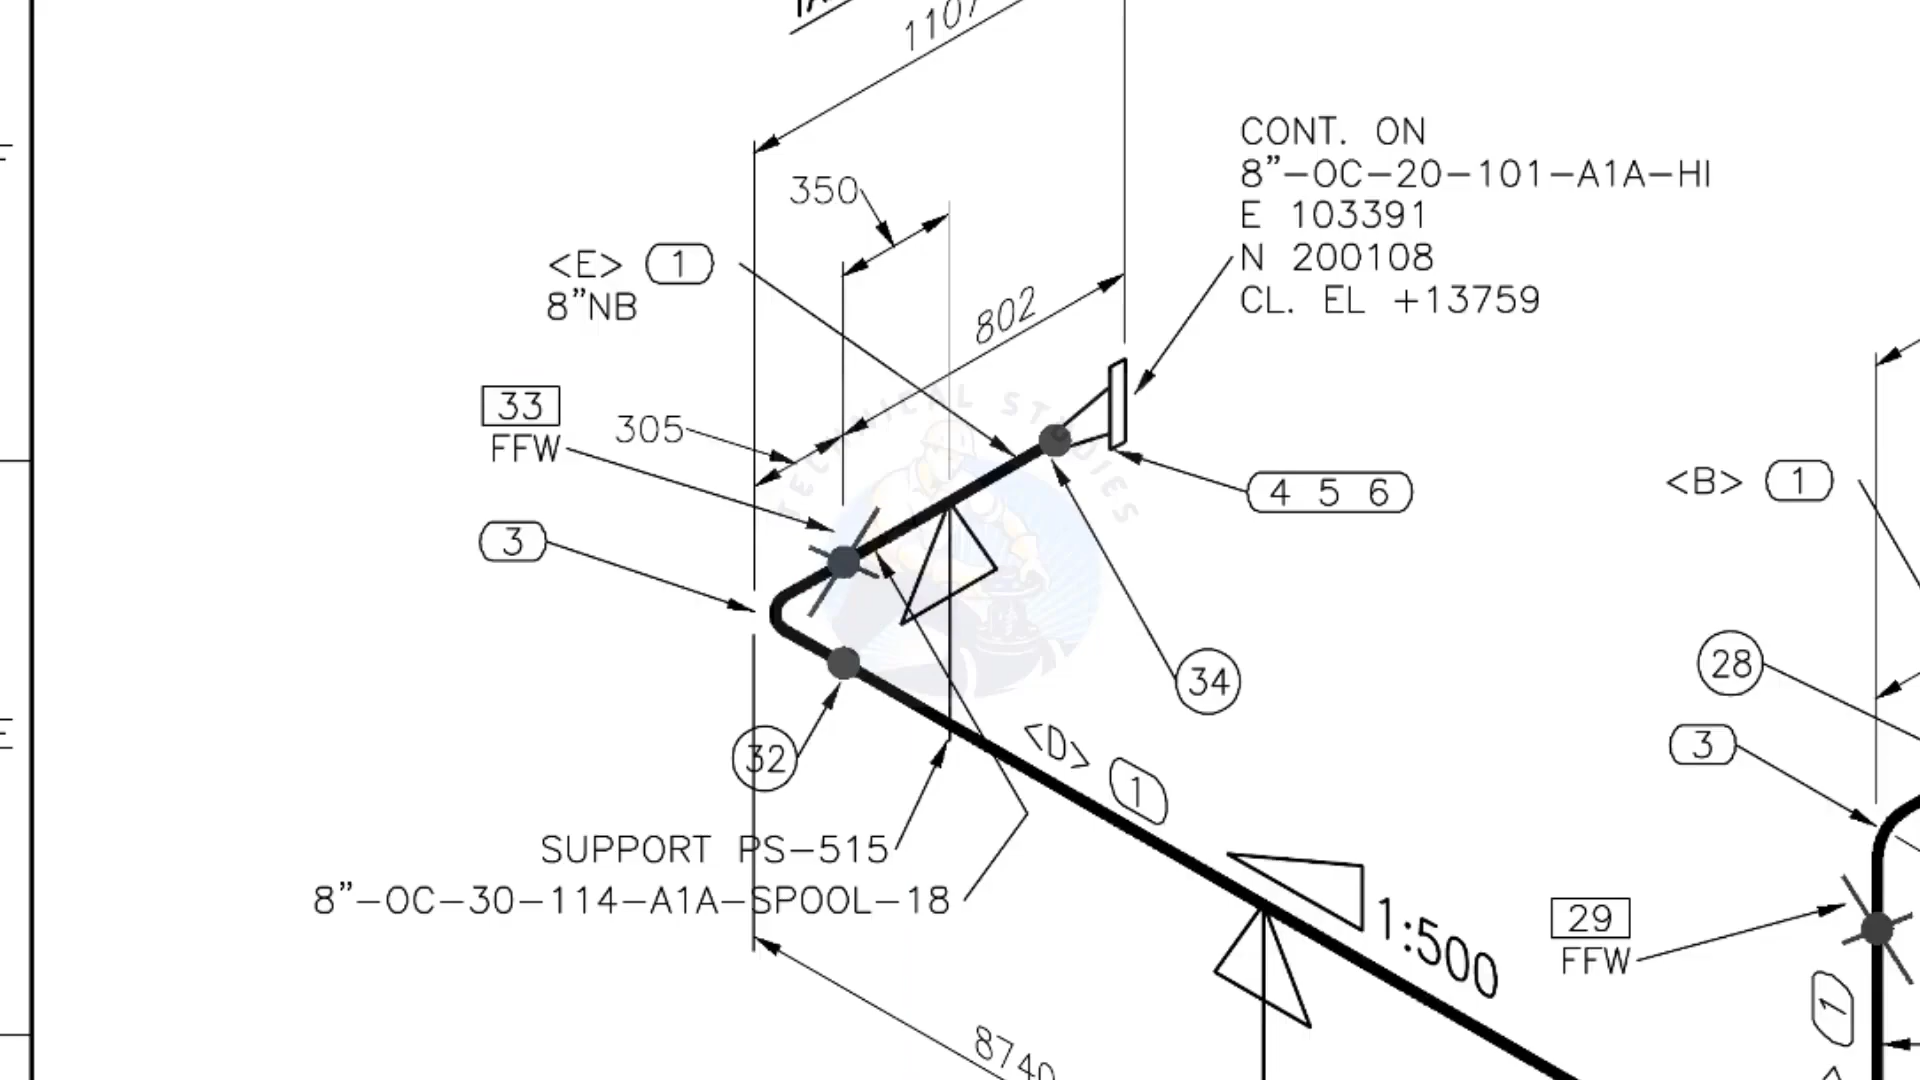 1107
CONT. ON
8”-OC-20-101-A1A-HI
E 103391
N 200108
CL. EL +13759
350
<E> 1
8”NB
802
33
FFW
305
TECHNICAL STUDIES
4 5 6
<B> 1
3
34
28
32
<D> 1
3
SUPPORT PS-515
8”-OC-30-114-A1A-SPOOL-18
1:500
29
FFW
1
8740